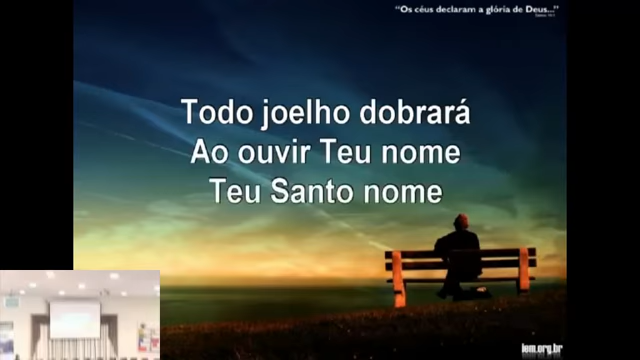 "Os céus declaram a glória de Deus..."
Todo joelho dobrará
Ao ouvir Teu nome
Teu Santo nome
iem.org.br